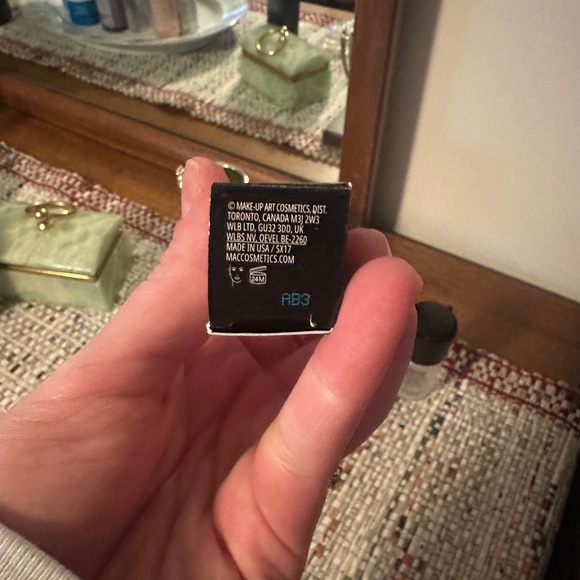 © MAKE-UP ART COSMETICS, DIST.
TORONTO, CANADA M3J 2W3
WLB LTD, GU32 3DD, UK
WLBS NV, OEVEL BE-2260
MADE IN USA / SX17
MACCOSMETICS.COM
24M
AB3